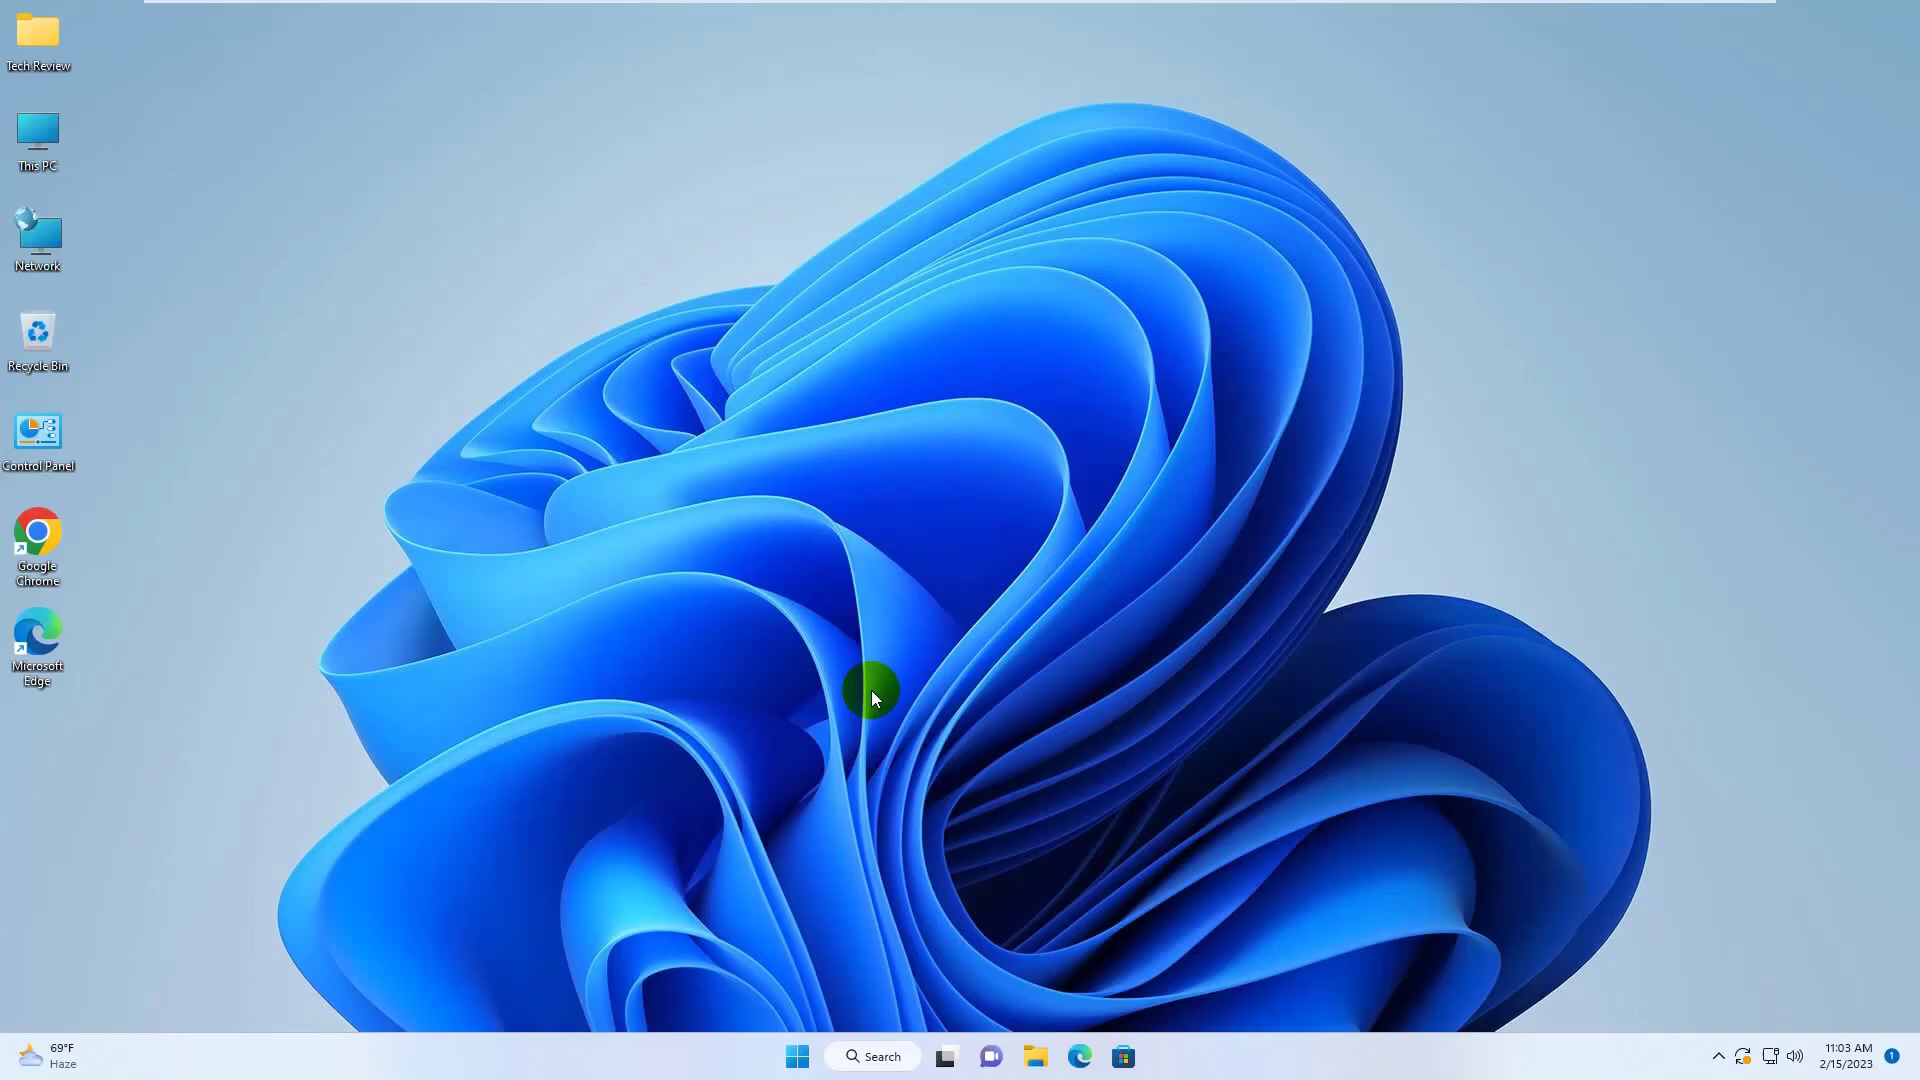 Tech Review
This PC
Network
Recycle Bin
Control Panel
Google
Chrome
Microsoft
Edge
69°F
Haze
Search
11:03 AM
2/15/2023
1